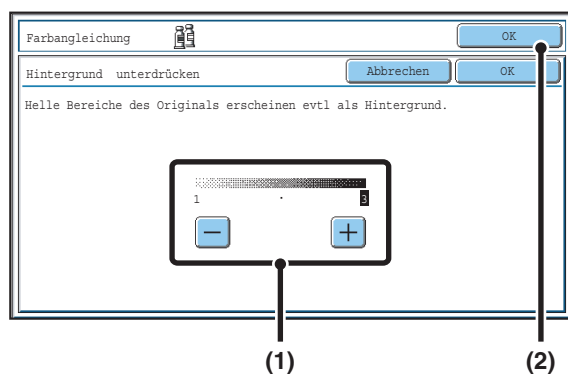 Farbangleichung OK
Hintergrund unterdrücken Abbrechen OK
Helle Bereiche des Originals erscheinen evtl als Hintergrund.
1 · 3
− +
(1) (2)